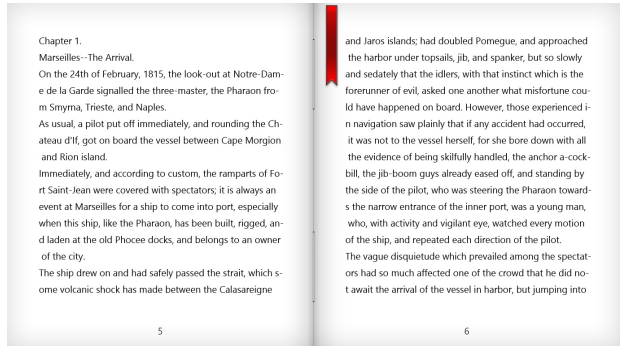 Chapter 1.
Marseilles--The Arrival.
On the 24th of February, 1815, the look-out at Notre-Dam-
e de la Garde signalled the three-master, the Pharaon fro-
m Smyrna, Trieste, and Naples.
As usual, a pilot put off immediately, and rounding the Ch-
ateau d'If, got on board the vessel between Cape Morgion
and Rion island.
Immediately, and according to custom, the ramparts of Fo-
rt Saint-Jean were covered with spectators; it is always an
event at Marseilles for a ship to come into port, especially
when this ship, like the Pharaon, has been built, rigged, an-
d laden at the old Phocee docks, and belongs to an owner
of the city.
The ship drew on and had safely passed the strait, which s-
ome volcanic shock has made between the Calasareigne
5
and Jaros islands; had doubled Pomegue, and approached
the harbor under topsails, jib, and spanker, but so slowly
and sedately that the idlers, with that instinct which is the
forerunner of evil, asked one another what misfortune cou-
ld have happened on board. However, those experienced i-
n navigation saw plainly that if any accident had occurred,
it was not to the vessel herself, for she bore down with all
the evidence of being skilfully handled, the anchor a-cock-
bill, the jib-boom guys already eased off, and standing by
the side of the pilot, who was steering the Pharaon toward-
s the narrow entrance of the inner port, was a young man,
who, with activity and vigilant eye, watched every motion
of the ship, and repeated each direction of the pilot.
The vague disquietude which prevailed among the spectat-
ors had so much affected one of the crowd that he did no-
t await the arrival of the vessel in harbor, but jumping into
6